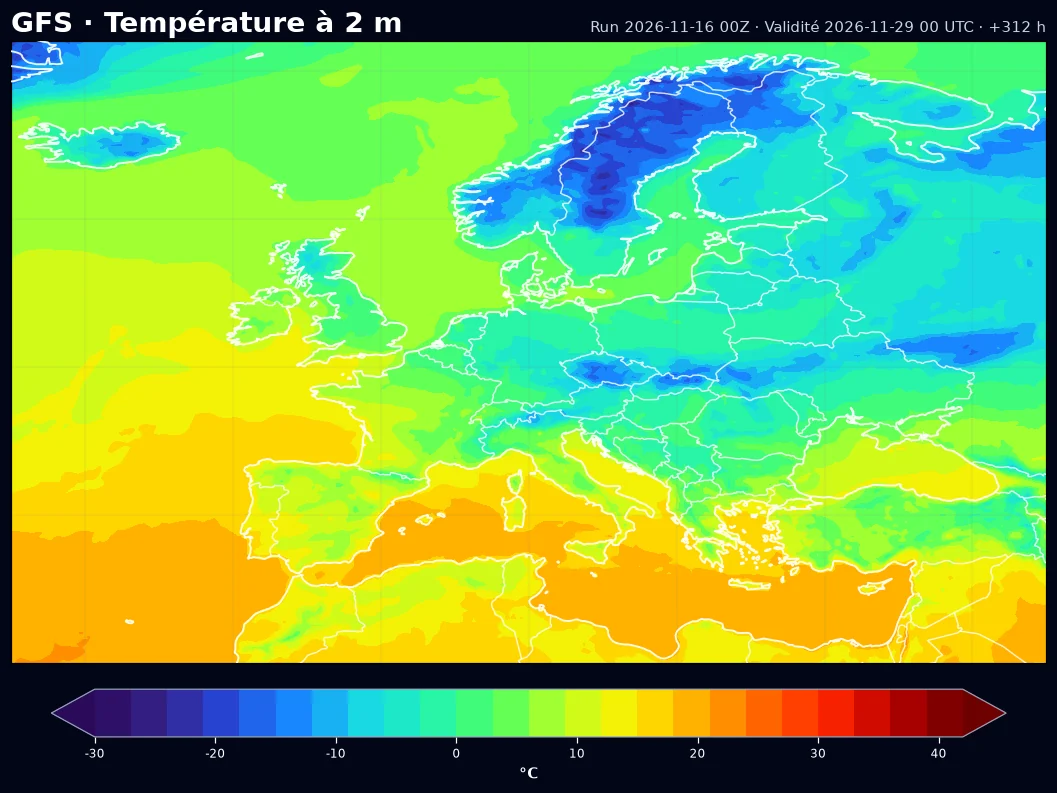 GFS · Température à 2 m
Run 2026-11-16 00Z · Validité 2026-11-29 00 UTC · +312 h
-30 -20 -10 0 10 20 30 40
°C